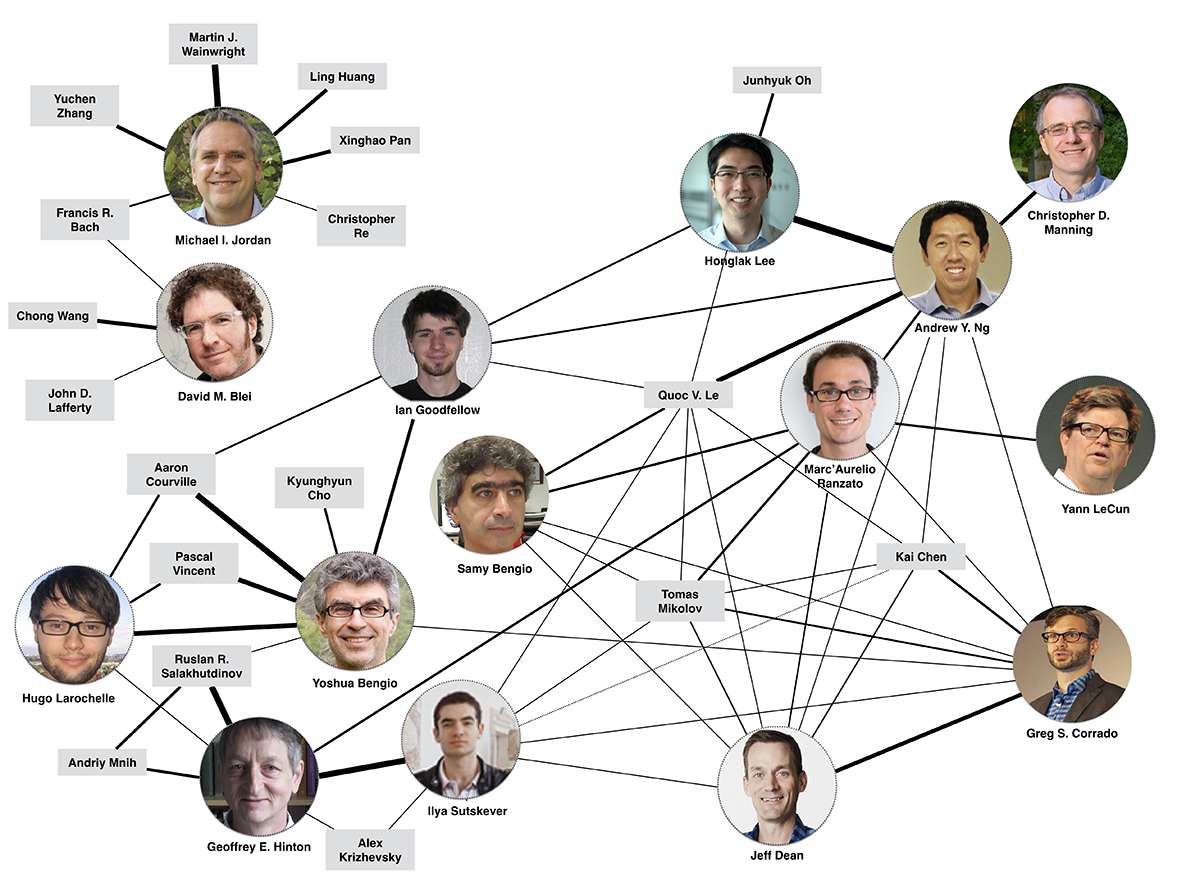 Martin J.
Wainwright
Ling Huang
Junhyuk Oh
Yuchen
Zhang
Xinghao Pan
Francis R.
Bach
Christopher
Re
Michael I. Jordan
Christopher D.
Manning
Honglak Lee
Chong Wang
Andrew Y. Ng
John D.
Lafferty
David M. Blei
Ian Goodfellow
Quoc V. Le
Aaron
Courville
Kyunghyun
Cho
Marc'Aurelio
Ranzato
Yann LeCun
Pascal
Vincent
Samy Bengio
Kai Chen
Tomas
Mikolov
Ruslan R.
Salakhutdinov
Hugo Larochelle
Yoshua Bengio
Greg S. Corrado
Andriy Mnih
Ilya Sutskever
Geoffrey E. Hinton
Alex
Krizhevsky
Jeff Dean